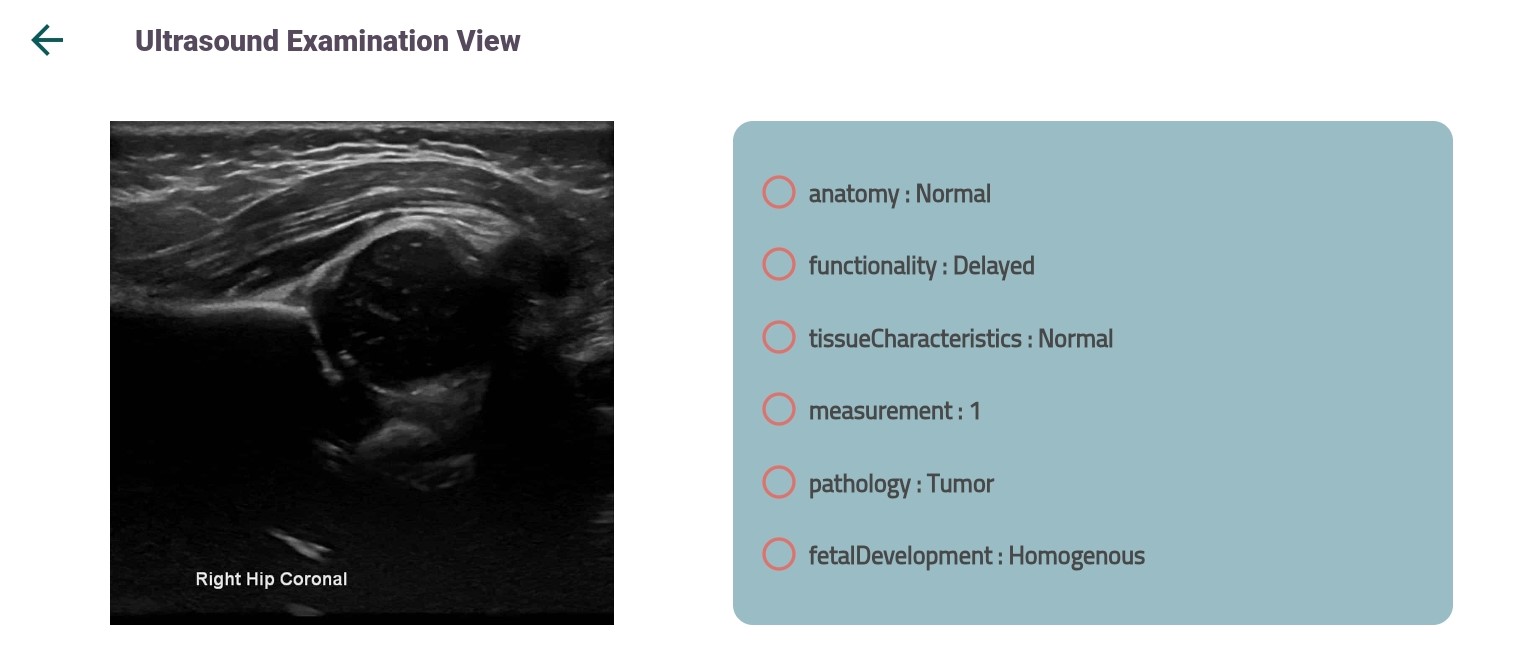 Ultrasound Examination View
anatomy : Normal
functionality : Delayed
tissueCharacteristics : Normal
measurement : 1
pathology : Tumor
fetalDevelopment : Homogenous
Right Hip Coronal